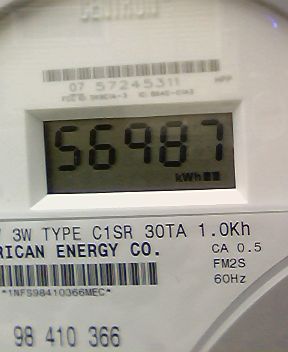 07 57245311
56987
kWh
3W TYPE C1SR 30TA 1.0Kh
RICAN ENERGY CO.
CA 0.5
FM2S
60Hz
*1NFS98410366MEC*
98 410 366